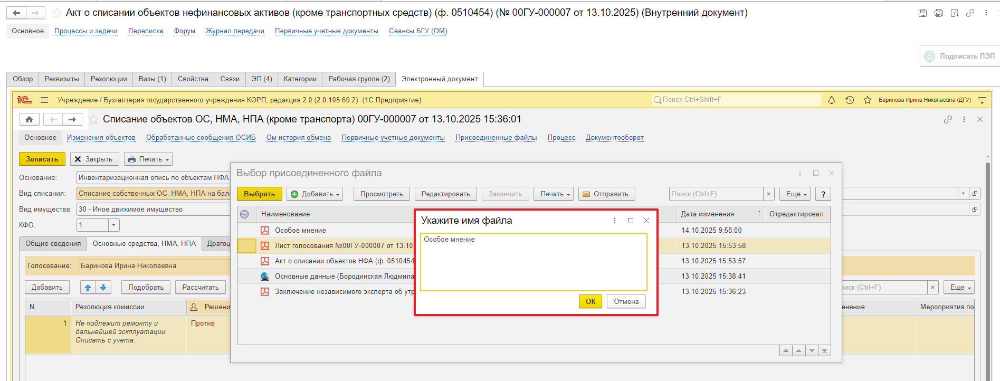 Акт о списании объектов нефинансовых активов (кроме транспортных средств) (ф. 0510454) (№ 00ГУ-000007 от 13.10.2025) (Внутренний документ)
Основное Процессы и задачи Переписка Форум Журнал передачи Первичные учетные документы Сеансы БГУ (ОМ)
Подписать ПЭП
Обзор Реквизиты Резолюции Визы (1) Свойства Связи ЭП (4) Категории Рабочая группа (2) Электронный документ
1С Учреждение / Бухгалтерия государственного учреждения КОРП, редакция 2.0 (2.0.105.69.2) (1С:Предприятие) Поиск Ctrl+Shift+F Баринова Ирина Николаевна (ДГУ)
Списание объектов ОС, НМА, НПА (кроме транспорта) 00ГУ-000007 от 13.10.2025 15:36:01
Основное Изменения объектов Обработанные сообщения ОСИБ Ом история обмена Первичные учетные документы Присоединенные файлы Процесс Документооборот
Записать Закрыть Печать
Основание: Инвентаризационная опись по объектам НФА
Вид списания: Списание собственных ОС, НМА, НПА на бала
Вид имущества: 30 - Иное движимое имущество
КФО: 1
Общие сведения Основные средства, НМА, НПА Драгоц
Голосование: Баринова Ирина Николаевна
Добавить Подобрать Рассчитать
иск (Ctrl+F) × Еще
N Резолюция комиссии Решени
енение Мероприятия по
1 Не подлежит ремонту и Против
дальнейшей эскплуатации.
Списать с учета.
Выбор присоединенного файла
Выбрать Добавить Просмотреть Редактировать Закончить Печать Отправить Поиск (Ctrl+F) × Еще ?
Наименование Дата изменения ↑ Отредактировал
Особое мнение 14.10.2025 9:58:00
Лист голосования №00ГУ-000007 от 13.10 13.10.2025 15:53:58
Акт о списании объектов НФА (ф. 0510454 13.10.2025 15:53:57
Основные данные (Бородинская Людмила 13.10.2025 15:38:41
Заключение независимого эксперта об утр 13.10.2025 15:36:23
Укажите имя файла
Особое мнение
ОК Отмена